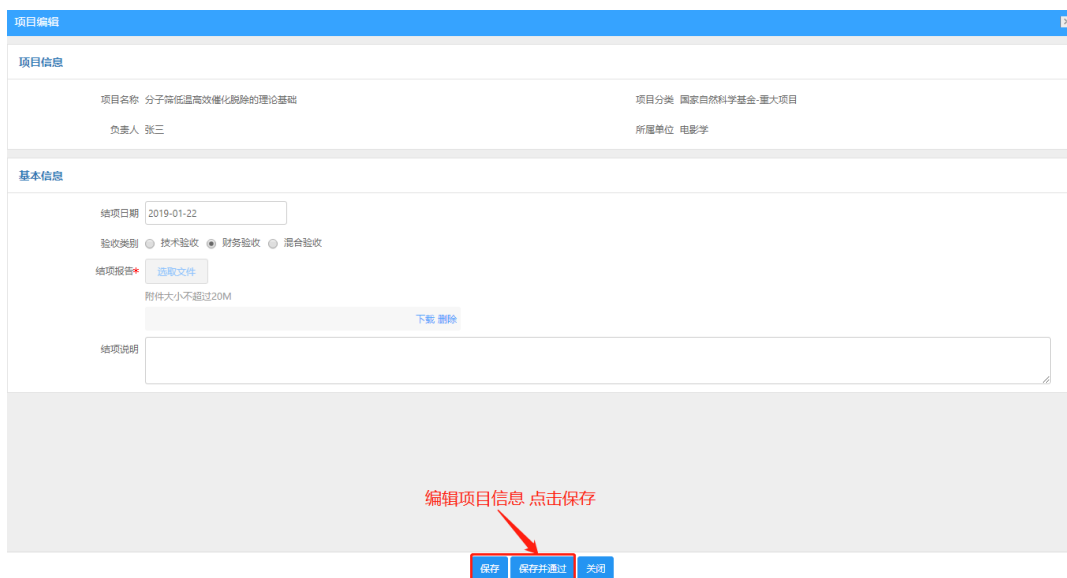 项目编辑
项目信息
项目名称 分子筛低温高效催化脱除的理论基础 项目分类 国家自然科学基金-重大项目
负责人 张三 所属单位 电影学
基本信息
结项日期 2019-01-22
验收类别 技术验收 财务验收 混合验收
结项报告* 选取文件
附件大小不超过20M
下载 删除
结项说明
编辑项目信息 点击保存
保存 保存并通过 关闭